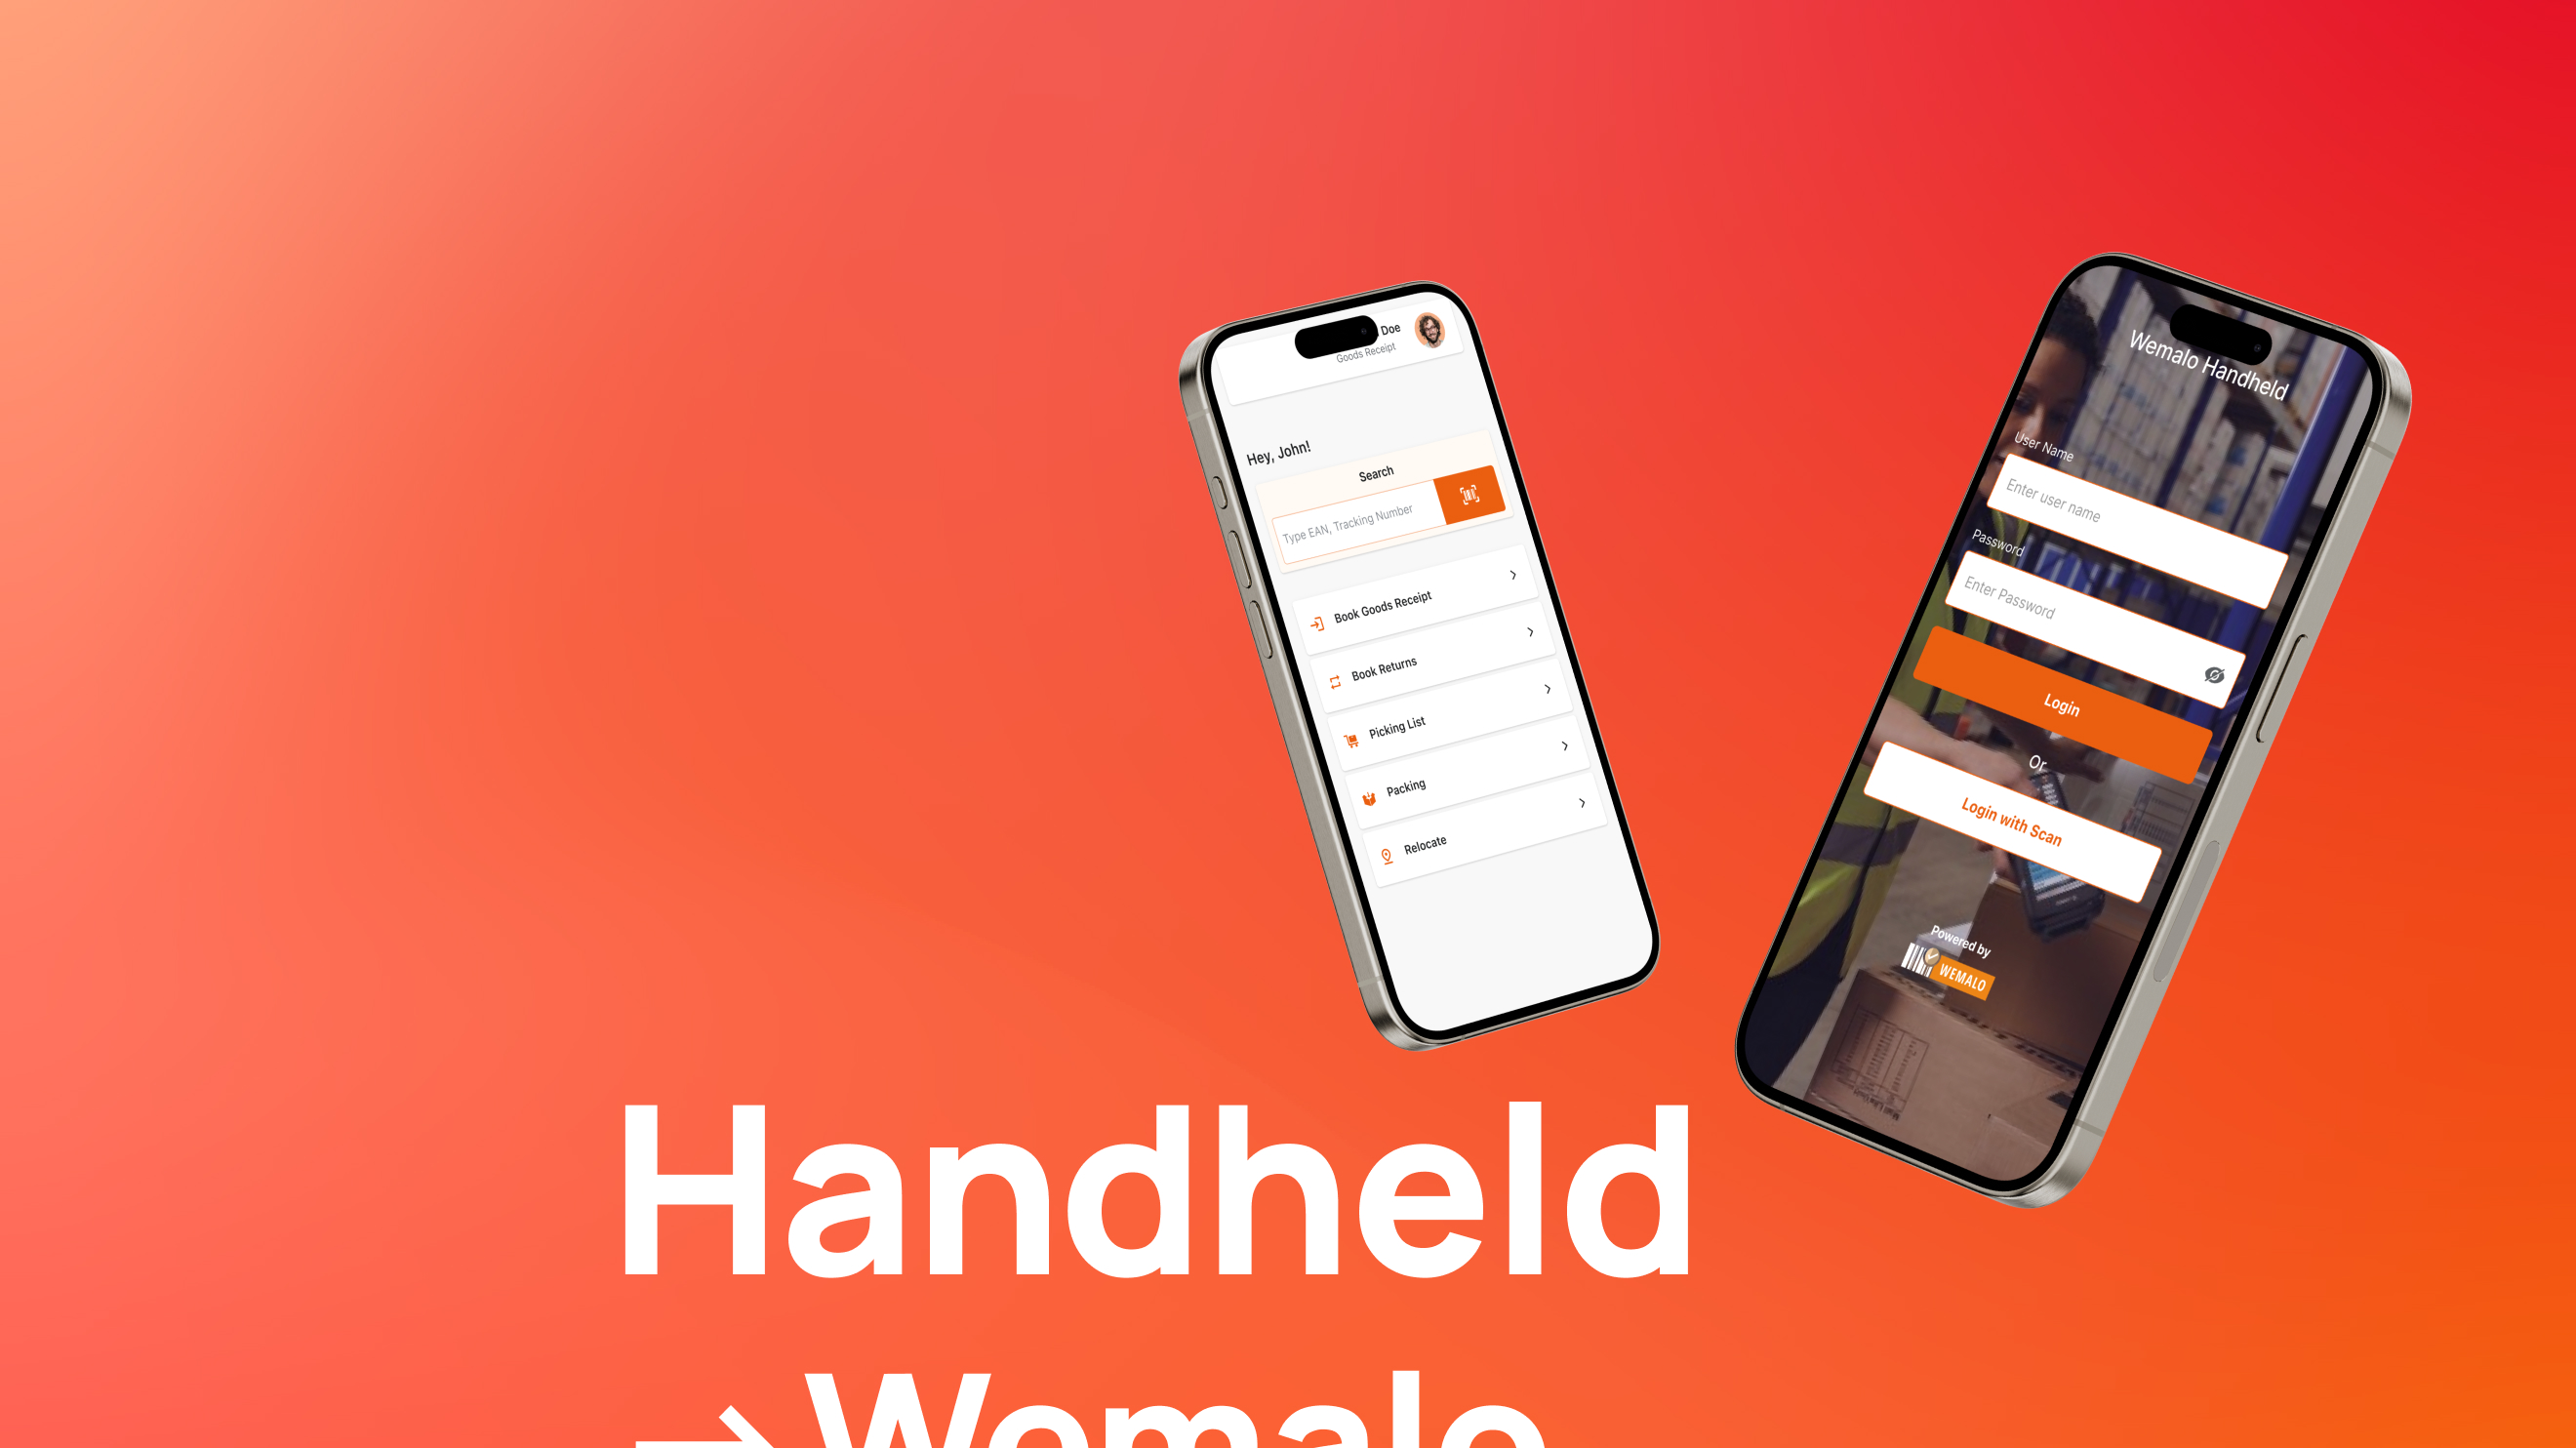 Doe
Goods Receipt
Hey, John!
Search
Type EAN, Tracking Number
Book Goods Receipt
Book Returns
Picking List
Packing
Relocate
Wemalo Handheld
User Name
Enter user name
Password
Enter Password
Login
Or
Login with Scan
Powered by
WEMALO
Handheld
→Wemalo